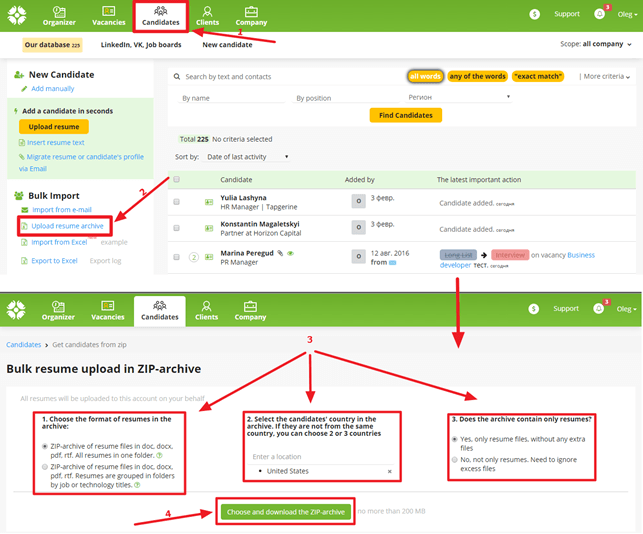 Organizer Vacancies Candidates Clients Company $ Support 3 Oleg
1
Our database 225 LinkedIn, VK, Job boards New candidate Scope: all company
New Candidate
Add manually
Add a candidate in seconds
Upload resume
Insert resume text
Migrate resume or candidate's profile
via Email
Bulk Import
2
Import from e-mail
Upload resume archive
Import from Excel example
Export to Excel Export log
Search by text and contacts all words any of the words "exact match" | More criteria
By name By position Регион
Find Candidates
Total 225 No criteria selected
Sort by: Date of last activity
Candidate Added by The latest important action
Yulia Lashyna
HR Manager | Tapgerine
O 3 февр.
Candidate added. сегодня
Konstantin Magaletskyi
Partner at Horizon Capital
O 3 февр.
Candidate added. сегодня
2 Marina Peregud
PR Manager
O 12 авг. 2016
from
Long List Interview on vacancy Business
developer тест. сегодня
Organizer Vacancies Candidates Clients Company $ Support 3 Oleg
Candidates › Get candidates from zip
3
Bulk resume upload in ZIP-archive
All resumes will be uploaded to this account on your behalf
1. Choose the format of resumes in the
archive:
ZIP-archive of resume files in doc, docx,
pdf, rtf. All resumes in one folder. ?
ZIP-archive of resume files in doc, docx,
pdf, rtf. Resumes are grouped in folders
by job or technology titles. ?
2. Select the candidates' country in the
archive. If they are not from the same
country, you can choose 2 or 3 countries
Enter a location
• United States ×
3. Does the archive contain only resumes?
Yes, only resume files, without any extra
files
No, not only resumes. Need to ignore
excess files
4
Choose and download the ZIP-archive no more than 200 MB